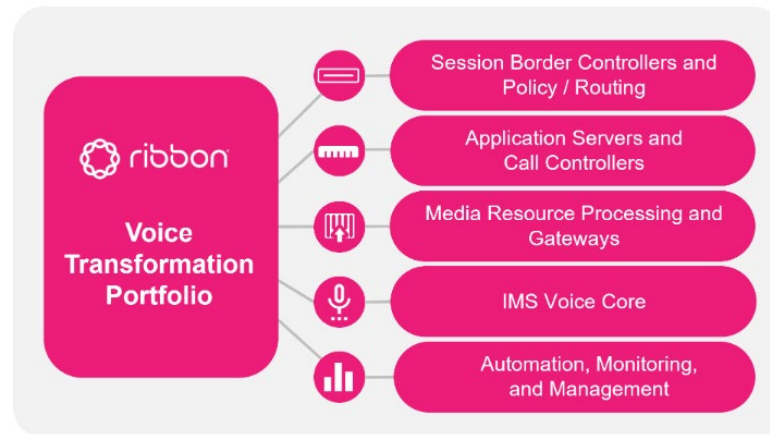 ribbon
Voice
Transformation
Portfolio
Session Border Controllers and
Policy / Routing
Application Servers and
Call Controllers
Media Resource Processing and
Gateways
IMS Voice Core
Automation, Monitoring,
and Management